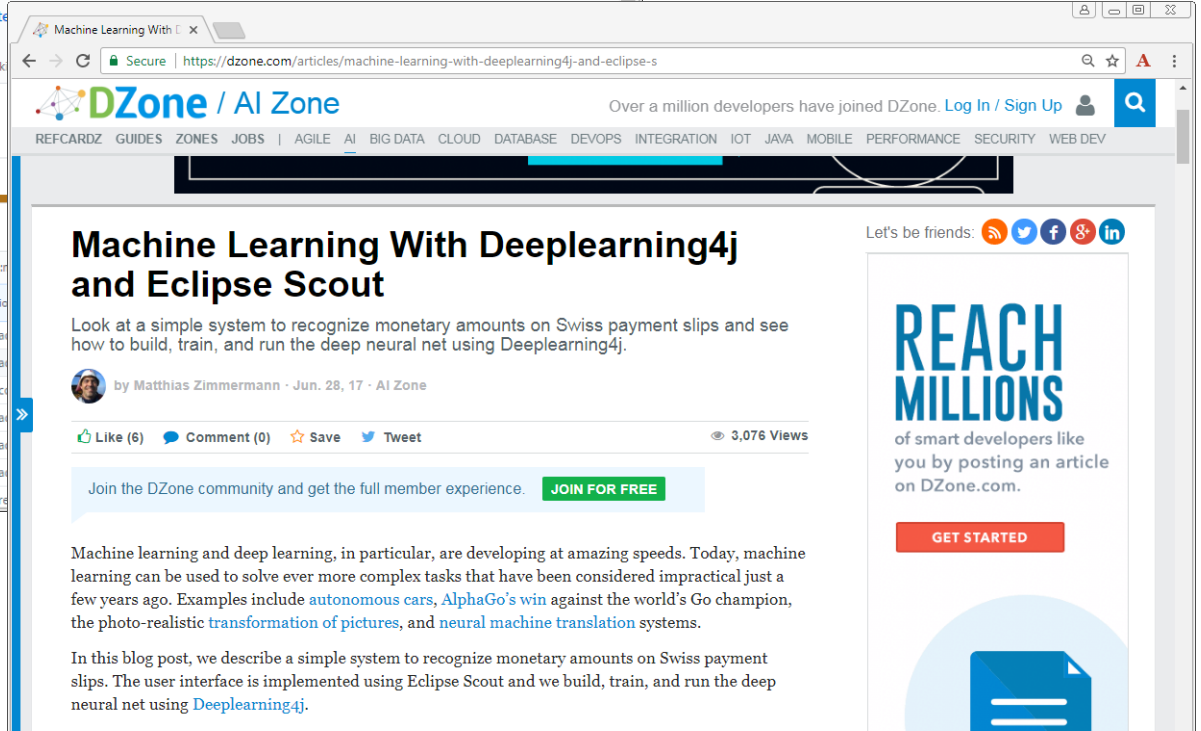 Machine Learning With D
Secure
https://dzone.com/articles/machine-learning-with-deeplearning4j-and-eclipse-s
DZone / AI Zone
Over a million developers have joined DZone. Log In / Sign Up
REFCARDZ GUIDES ZONES JOBS | AGILE AI BIG DATA CLOUD DATABASE DEVOPS INTEGRATION IOT JAVA MOBILE PERFORMANCE SECURITY WEB DEV
Machine Learning With Deeplearning4j
and Eclipse Scout
Look at a simple system to recognize monetary amounts on Swiss payment slips and see
how to build, train, and run the deep neural net using Deeplearning4j.
by Matthias Zimmermann · Jun. 28, 17 · AI Zone
Like (6) Comment (0) Save Tweet
3,076 Views
Join the DZone community and get the full member experience. JOIN FOR FREE
Machine learning and deep learning, in particular, are developing at amazing speeds. Today, machine
learning can be used to solve ever more complex tasks that have been considered impractical just a
few years ago. Examples include autonomous cars, AlphaGo’s win against the world’s Go champion,
the photo-realistic transformation of pictures, and neural machine translation systems.
In this blog post, we describe a simple system to recognize monetary amounts on Swiss payment
slips. The user interface is implemented using Eclipse Scout and we build, train, and run the deep
neural net using Deeplearning4j.
Let's be friends:
REACH
MILLIONS
of smart developers like
you by posting an article
on DZone.com.
GET STARTED